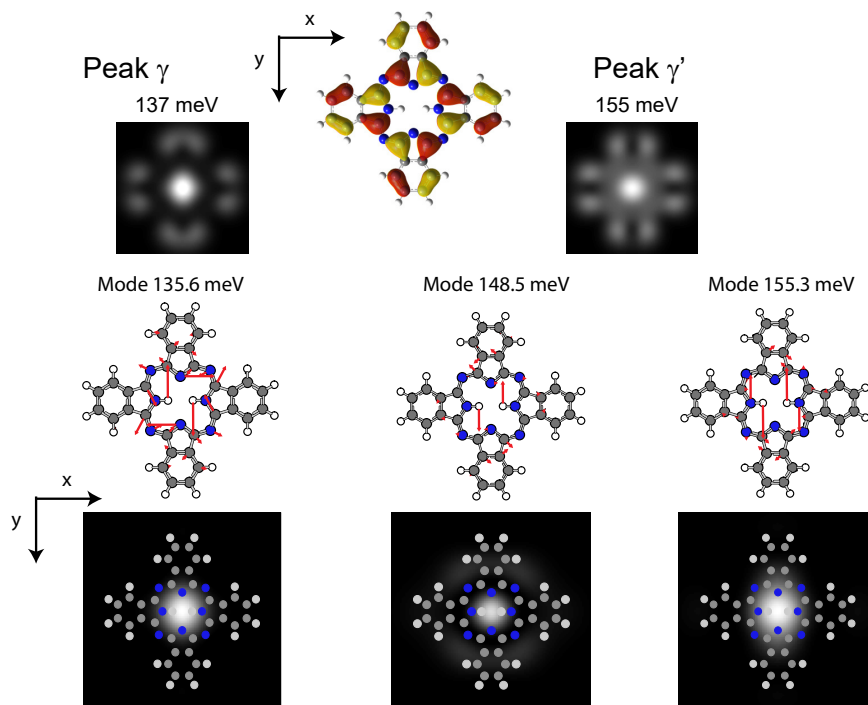 x
y
Peak γ
Peak γ’
137 meV
155 meV
Mode 135.6 meV
Mode 148.5 meV
Mode 155.3 meV
x
y